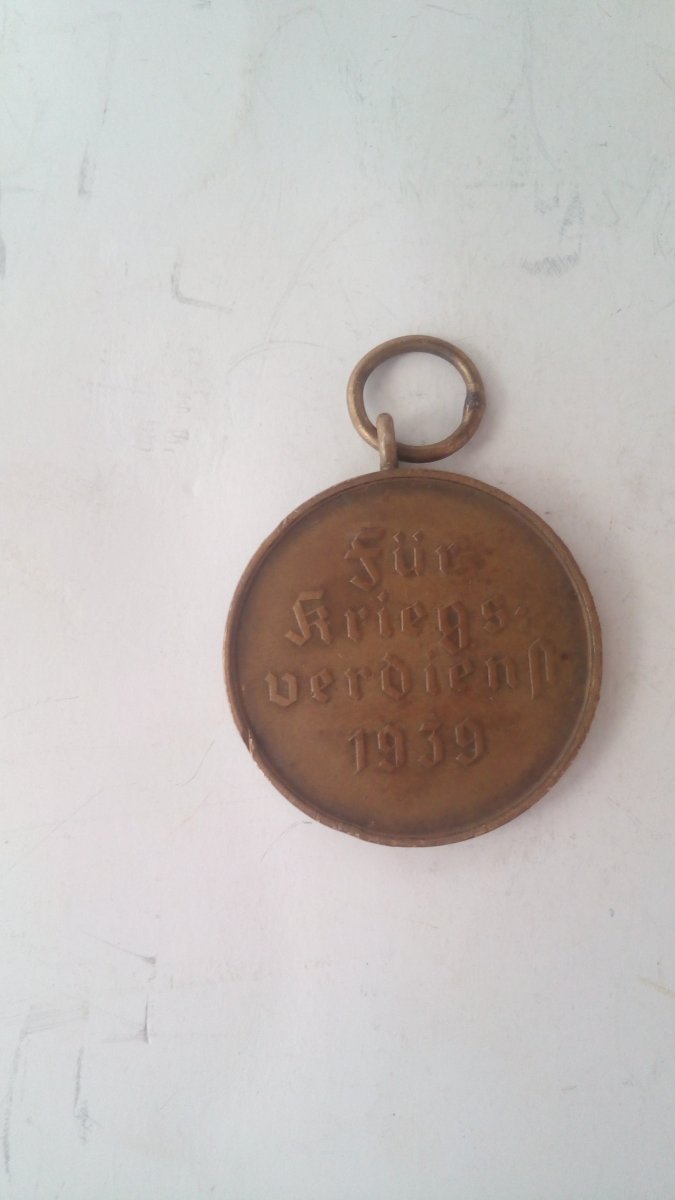 Für
Kriegs-
verdienst
1939